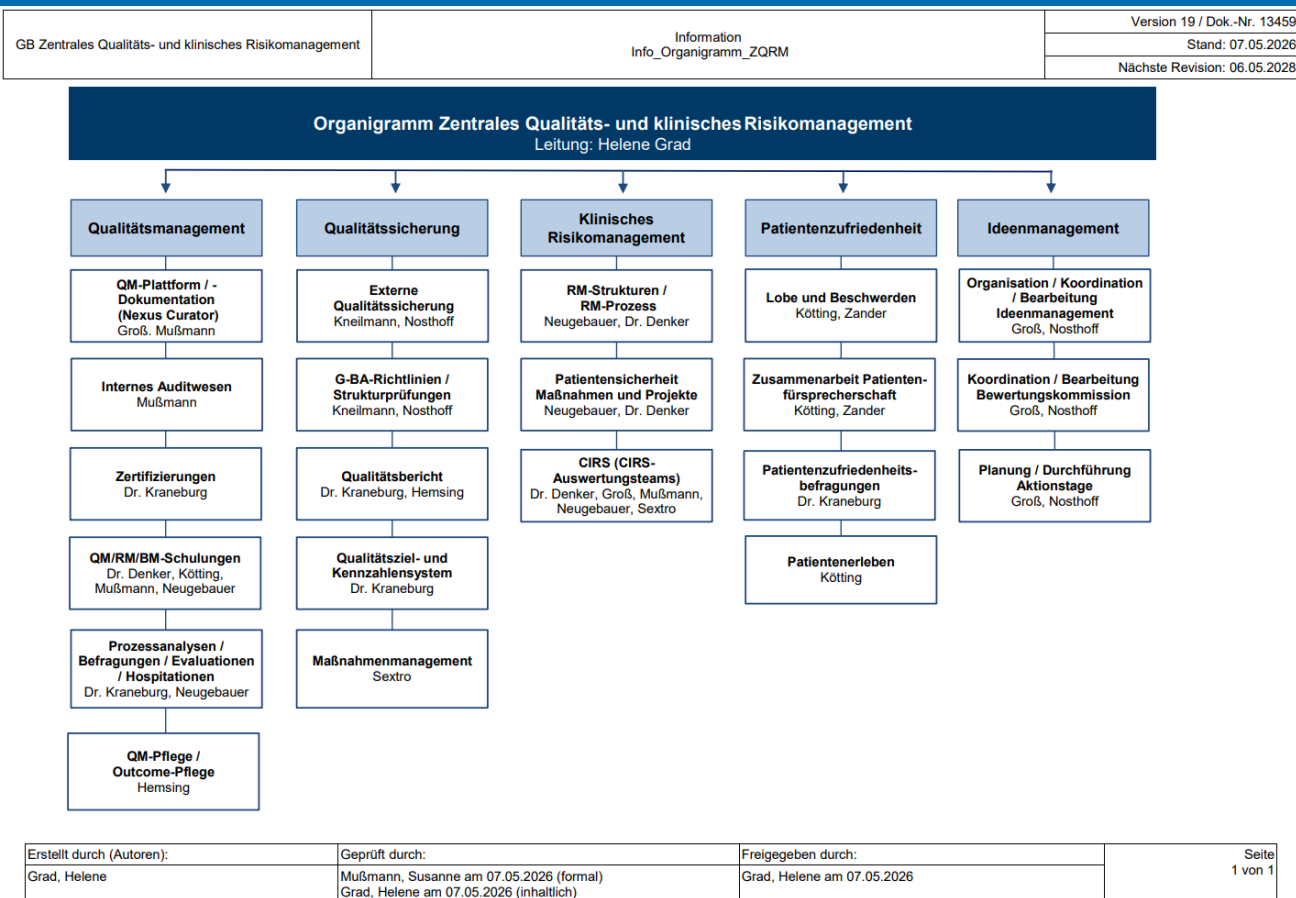 GB Zentrales Qualitäts- und klinisches Risikomanagement
Information
Info_Organigramm_ZQRM
Version 19 / Dok.-Nr. 13459
Stand: 07.05.2026
Nächste Revision: 06.05.2028
Organigramm Zentrales Qualitäts- und klinisches Risikomanagement
Leitung: Helene Grad
Qualitätsmanagement
QM-Plattform / -
Dokumentation
(Nexus Curator)
Groß. Mußmann
Internes Auditwesen
Mußmann
Zertifizierungen
Dr. Kraneburg
QM/RM/BM-Schulungen
Dr. Denker, Kötting,
Mußmann, Neugebauer
Prozessanalysen /
Befragungen / Evaluationen
/ Hospitationen
Dr. Kraneburg, Neugebauer
QM-Pflege /
Outcome-Pflege
Hemsing
Qualitätssicherung
Externe
Qualitätssicherung
Kneilmann, Nosthoff
G-BA-Richtlinien /
Strukturprüfungen
Kneilmann, Nosthoff
Qualitätsbericht
Dr. Kraneburg, Hemsing
Qualitätsziel- und
Kennzahlensystem
Dr. Kraneburg
Maßnahmenmanagement
Sextro
Klinisches
Risikomanagement
RM-Strukturen /
RM-Prozess
Neugebauer, Dr. Denker
Patientensicherheit
Maßnahmen und Projekte
Neugebauer, Dr. Denker
CIRS (CIRS-
Auswertungsteams)
Dr. Denker, Groß, Mußmann,
Neugebauer, Sextro
Patientenzufriedenheit
Lobe und Beschwerden
Kötting, Zander
Zusammenarbeit Patienten-
fürsprecherschaft
Kötting, Zander
Patientenzufriedenheits-
befragungen
Dr. Kraneburg
Patientenerleben
Kötting
Ideenmanagement
Organisation / Koordination
/ Bearbeitung
Ideenmanagement
Groß, Nosthoff
Koordination / Bearbeitung
Bewertungskommission
Groß, Nosthoff
Planung / Durchführung
Aktionstage
Groß, Nosthoff
Erstellt durch (Autoren):
Grad, Helene
Geprüft durch:
Mußmann, Susanne am 07.05.2026 (formal)
Grad, Helene am 07.05.2026 (inhaltlich)
Freigegeben durch:
Grad, Helene am 07.05.2026
Seite
1 von 1